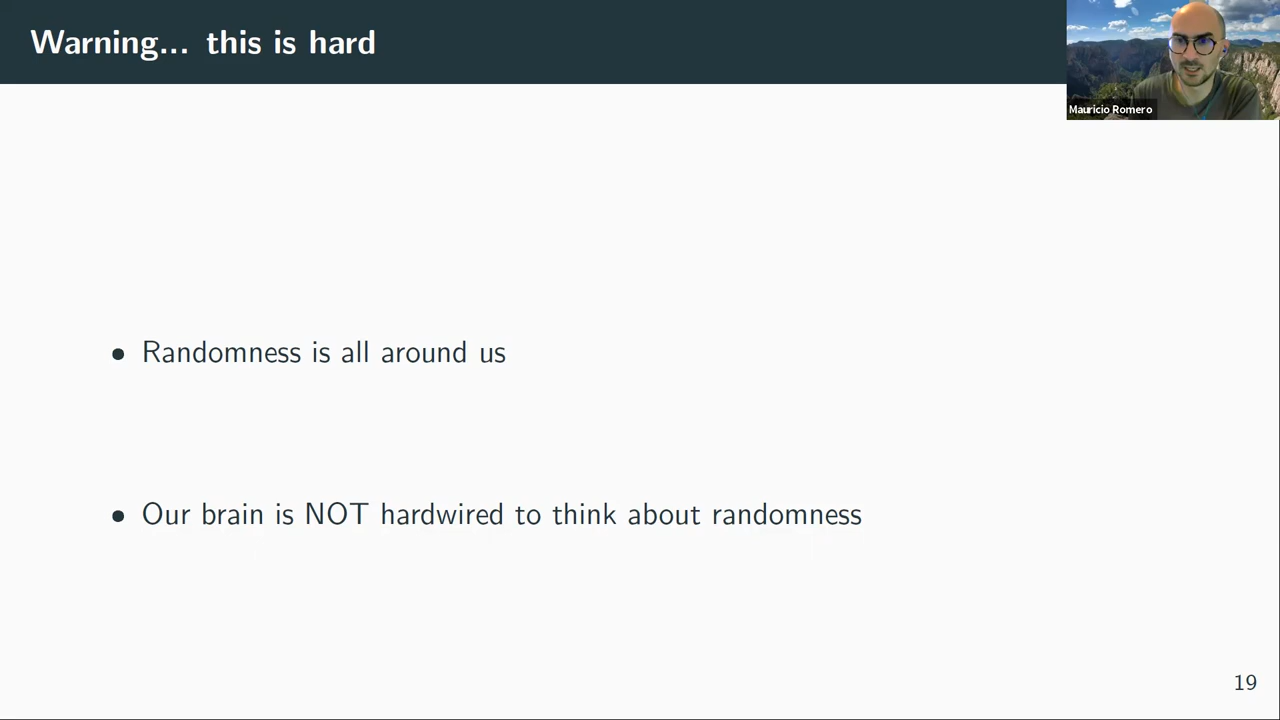 Warning... this is hard
Mauricio Romero
• Randomness is all around us
• Our brain is NOT hardwired to think about randomness
19